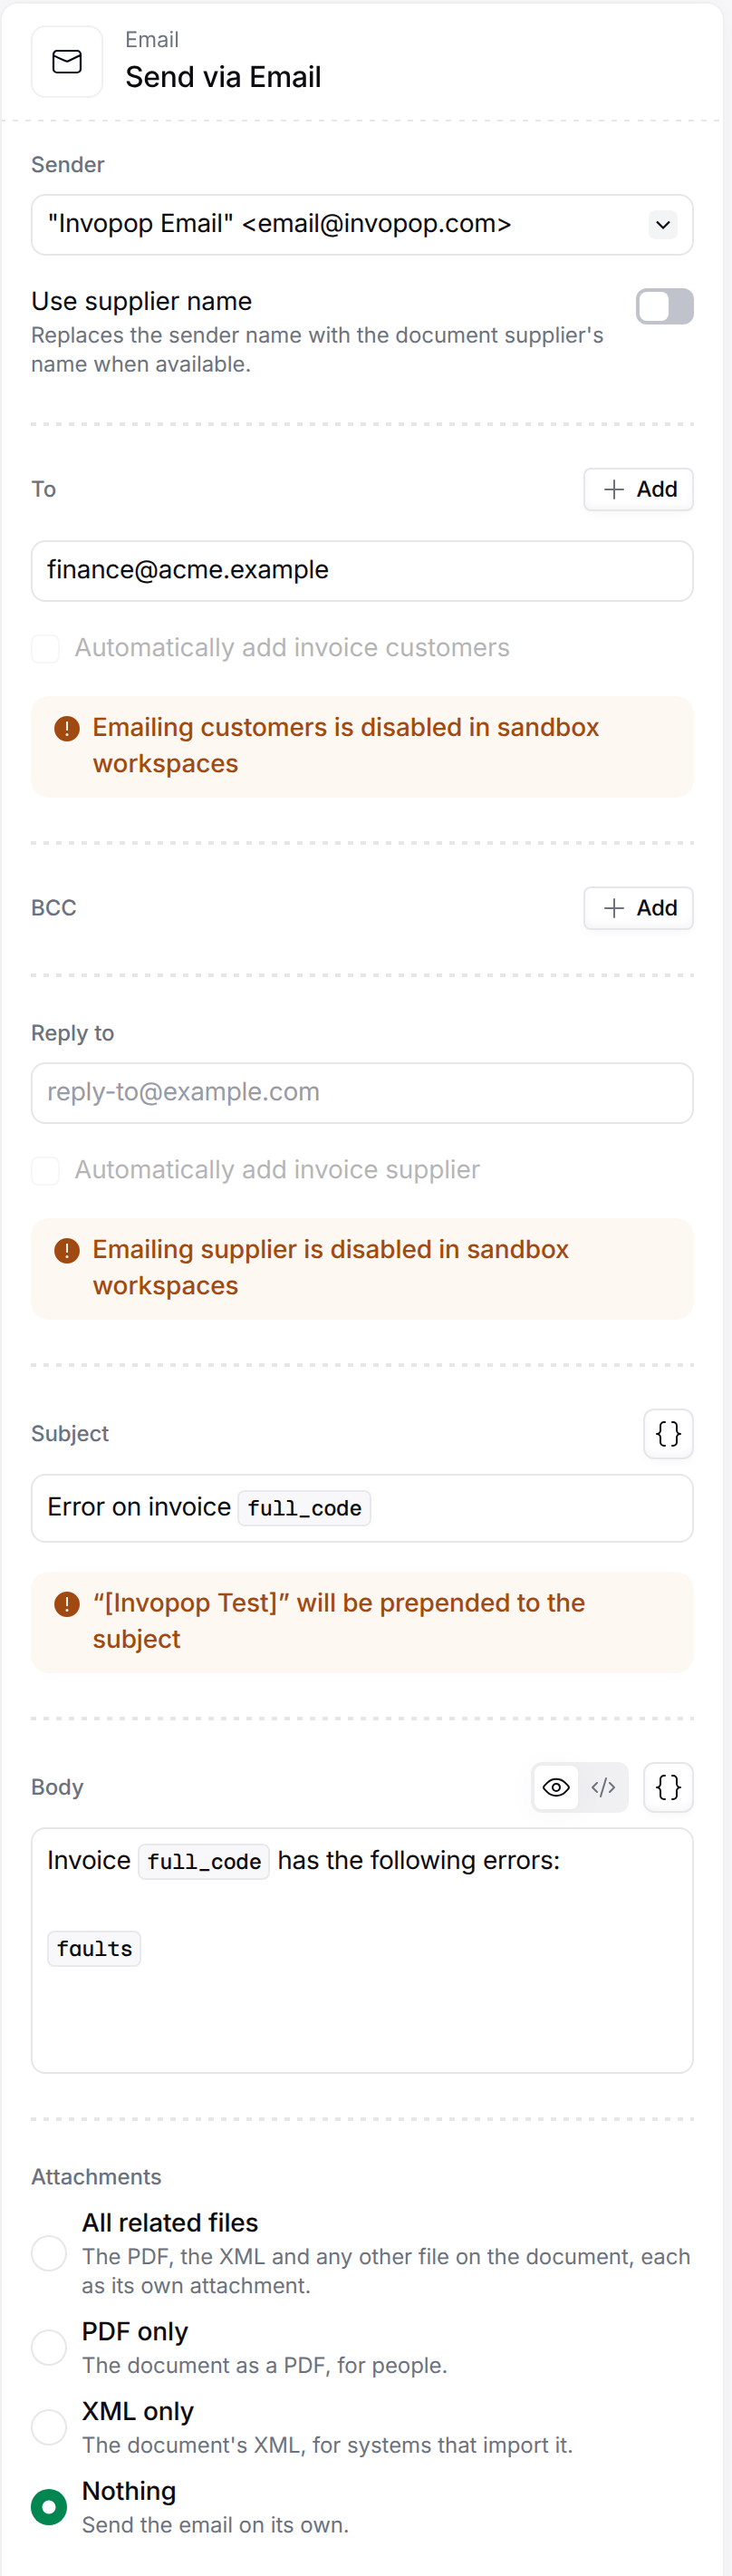 Email
Send via Email
Sender
"Invopop Email" <email@invopop.com>
Use supplier name
Replaces the sender name with the document supplier's
name when available.
To
Add
finance@acme.example
Automatically add invoice customers
Emailing customers is disabled in sandbox
workspaces
BCC
Add
Reply to
reply-to@example.com
Automatically add invoice supplier
Emailing supplier is disabled in sandbox
workspaces
Subject
{}
Error on invoice full_code
“[Invopop Test]” will be prepended to the
subject
Body
</> {}
Invoice full_code has the following errors:
faults
Attachments
All related files
The PDF, the XML and any other file on the document, each
as its own attachment.
PDF only
The document as a PDF, for people.
XML only
The document's XML, for systems that import it.
Nothing
Send the email on its own.